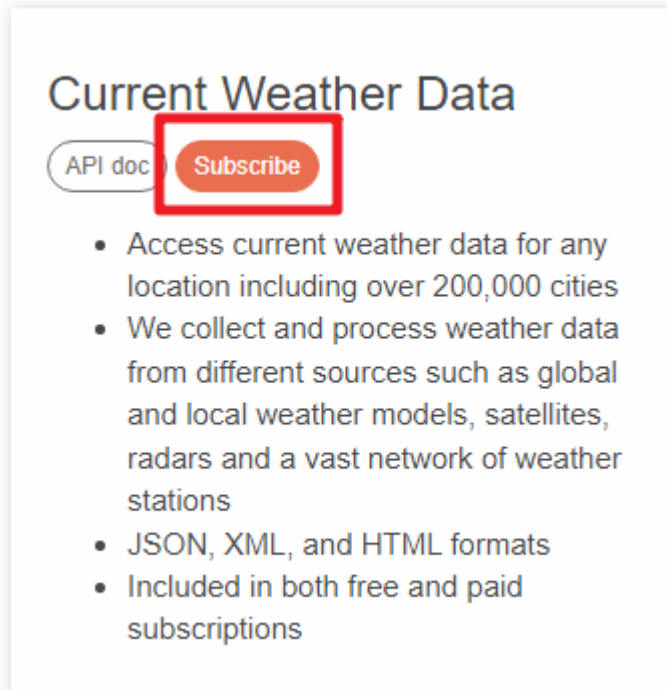 Current Weather Data
API doc Subscribe
Access current weather data for any
location including over 200,000 cities
We collect and process weather data
from different sources such as global
and local weather models, satellites,
radars and a vast network of weather
stations
JSON, XML, and HTML formats
Included in both free and paid
subscriptions